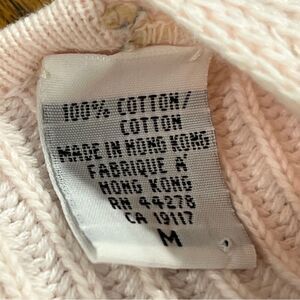 100% COTTON/
COTTON
MADE IN HONG KONG
FABRIQUE A'
HONG KONG
RN 44278
CA 19117
M